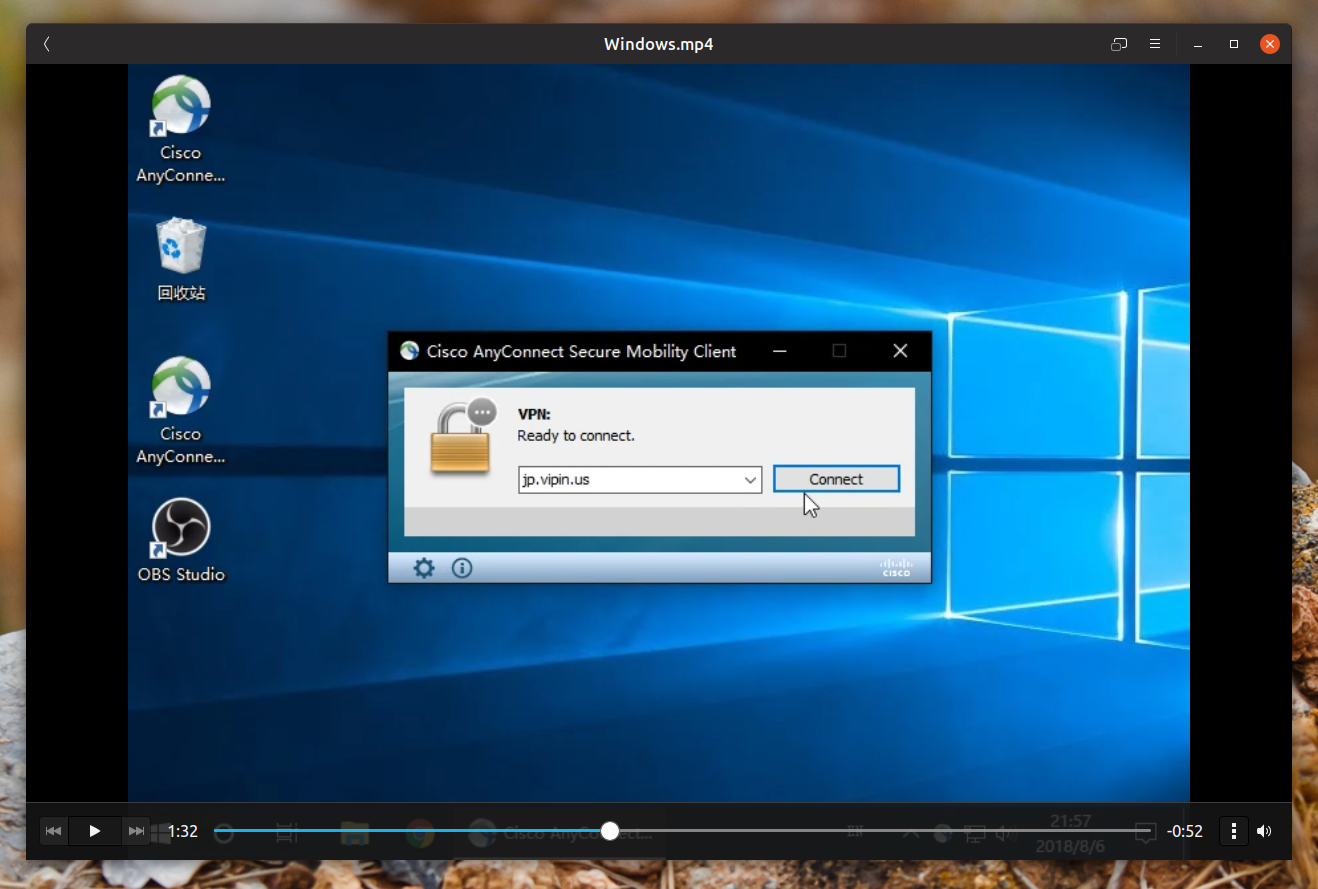 Windows.mp4
Cisco
AnyConne...
回收站
Cisco
AnyConne...
OBS Studio
Cisco AnyConnect Secure Mobility Client
VPN:
Ready to connect.
jp.vipin.us
Connect
CISCO
1:32
Cisco AnyConnect...
EN
21:57
2018/8/6
-0:52